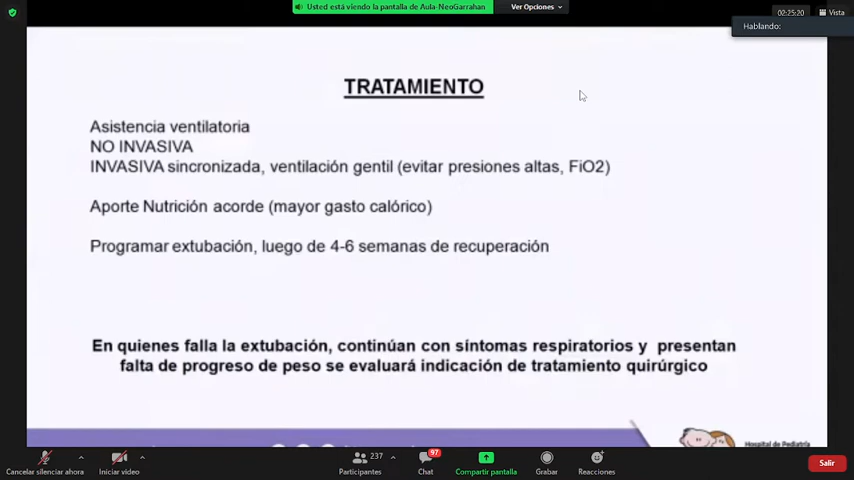 Usted está viendo la pantalla de Aula-NeoGarrahan
Ver Opciones
02:25:20
Vista
Hablando:
TRATAMIENTO
Asistencia ventilatoria
NO INVASIVA
INVASIVA sincronizada, ventilación gentil (evitar presiones altas, FiO2)
Aporte Nutrición acorde (mayor gasto calórico)
Programar extubación, luego de 4-6 semanas de recuperación
En quienes falla la extubación, continúan con síntomas respiratorios y presentan
falta de progreso de peso se evaluará indicación de tratamiento quirúrgico
Hospital de Pediatría
237
97
Cancelar silenciar ahora
Iniciar video
Participantes
Chat
Compartir pantalla
Grabar
Reacciones
Salir